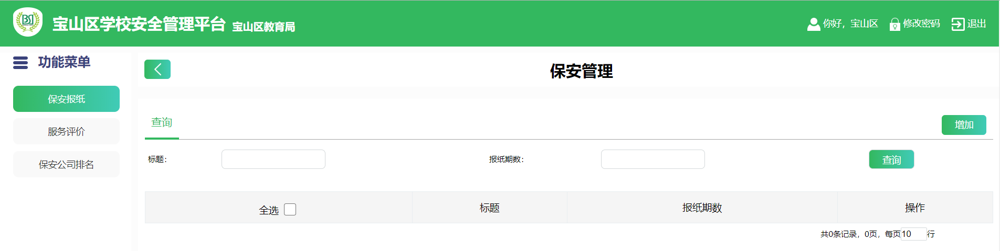 宝山区学校安全管理平台 宝山区教育局
你好，宝山区 修改密码 退出
功能菜单
保安管理
保安报纸
服务评价
保安公司排名
查询
增加
标题：
报纸期数：
查询
全选 标题 报纸期数 操作
共0条记录，0页，每页10行